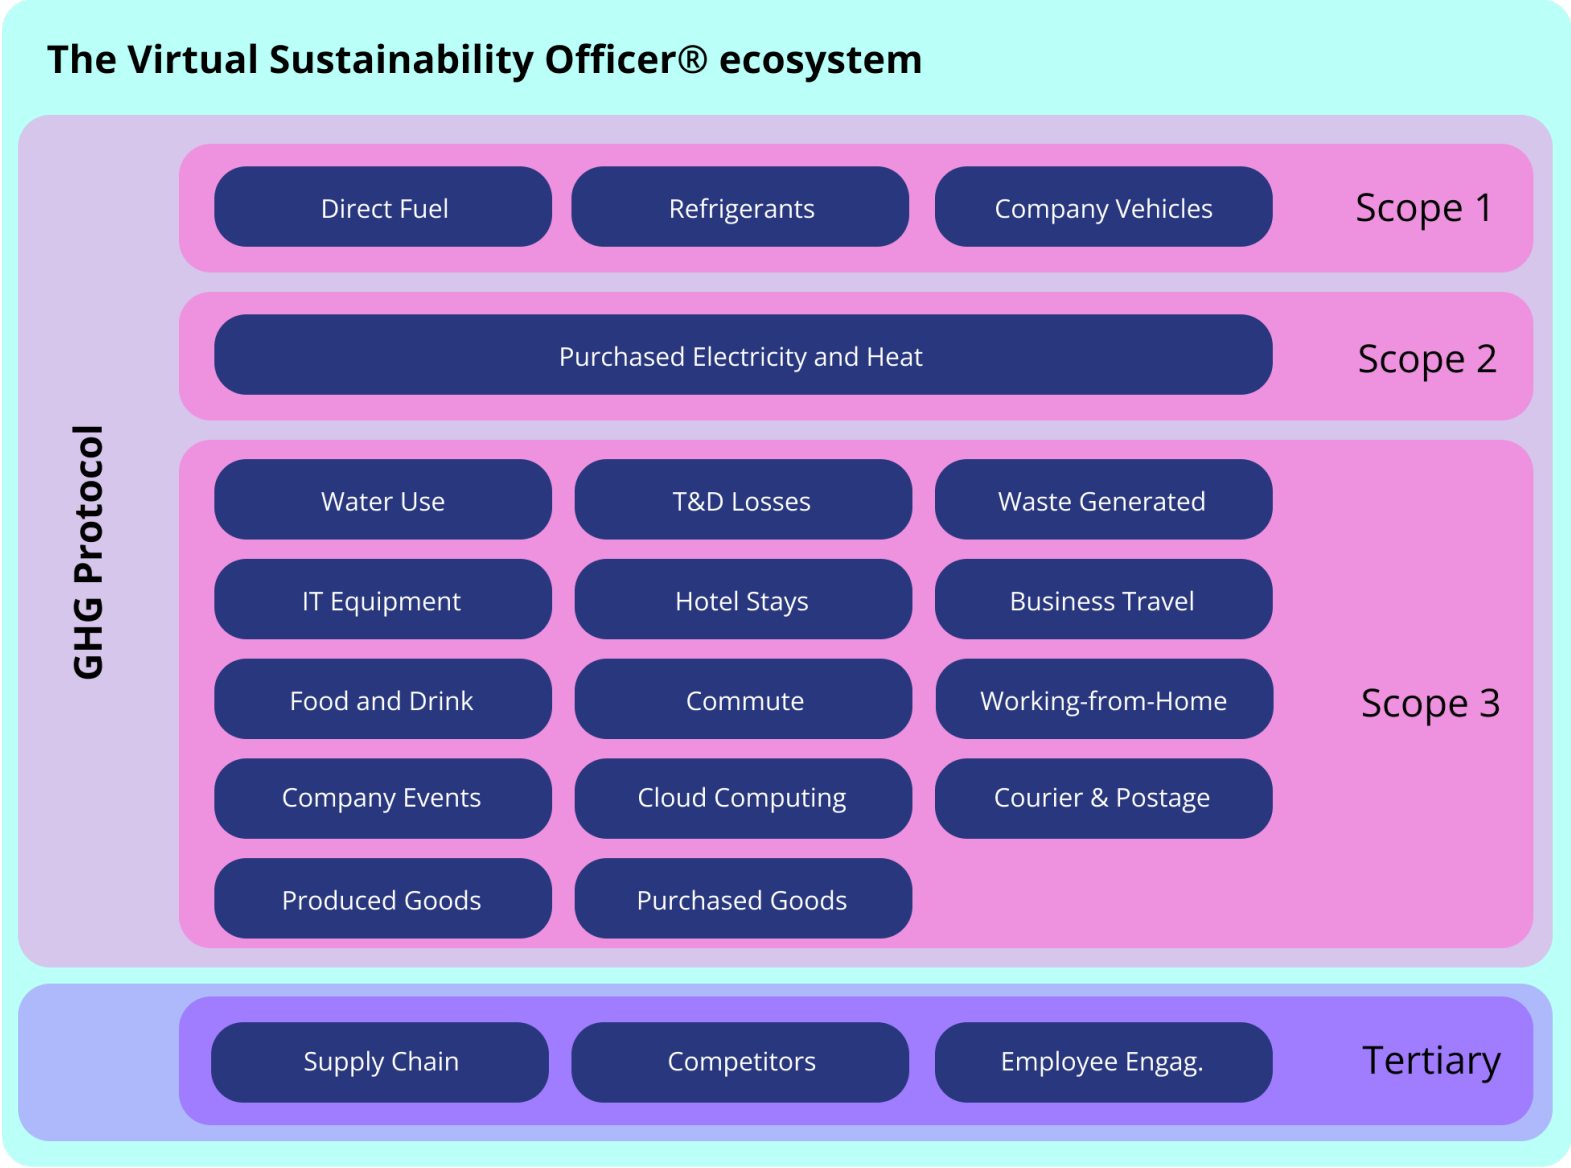 The Virtual Sustainability Officer® ecosystem
GHG Protocol
Direct Fuel
Refrigerants
Company Vehicles
Scope 1
Purchased Electricity and Heat
Scope 2
Water Use
T&D Losses
Waste Generated
IT Equipment
Hotel Stays
Business Travel
Food and Drink
Commute
Working-from-Home
Scope 3
Company Events
Cloud Computing
Courier & Postage
Produced Goods
Purchased Goods
Supply Chain
Competitors
Employee Engag.
Tertiary